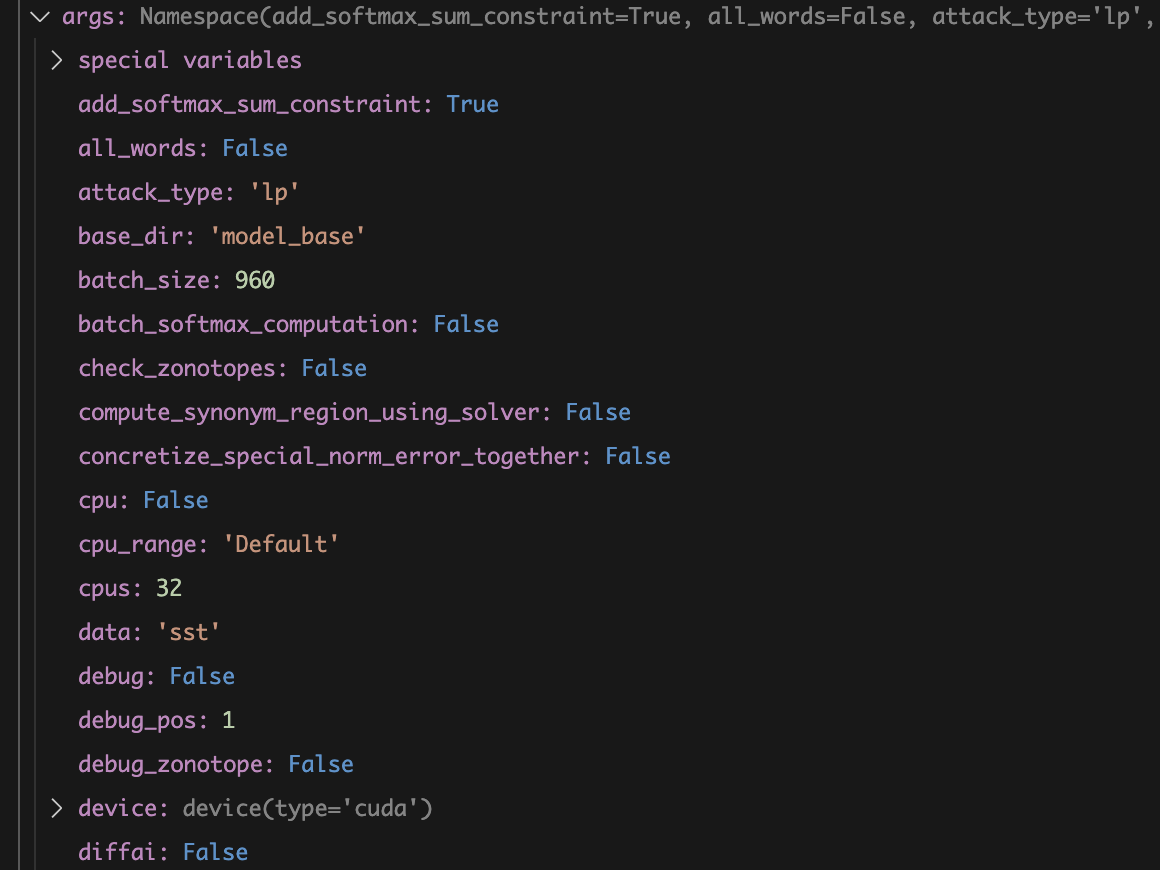 args: Namespace(add_softmax_sum_constraint=True, all_words=False, attack_type='lp',
special variables
add_softmax_sum_constraint: True
all_words: False
attack_type: 'lp'
base_dir: 'model_base'
batch_size: 960
batch_softmax_computation: False
check_zonotopes: False
compute_synonym_region_using_solver: False
concretize_special_norm_error_together: False
cpu: False
cpu_range: 'Default'
cpus: 32
data: 'sst'
debug: False
debug_pos: 1
debug_zonotope: False
device: device(type='cuda')
diffai: False